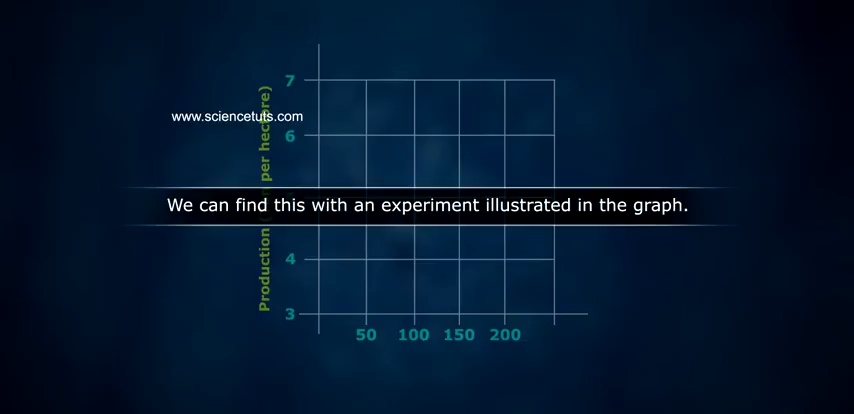 7
www.sciencetuts.com
6
Production per hectare)
We can find this with an experiment illustrated in the graph.
4
3
50 100 150 200